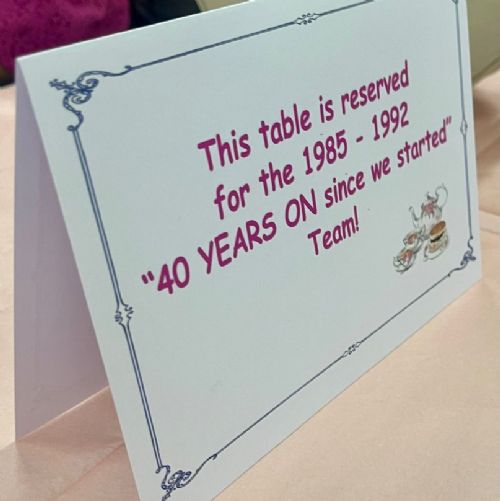 This table is reserved
for the 1985 - 1992
"40 YEARS ON since we started"
Team!